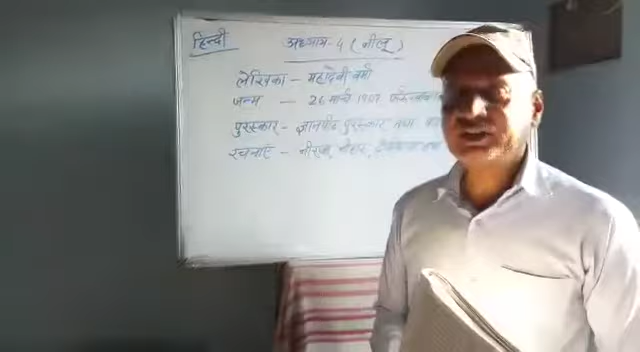 हिन्दी
अध्याय-4 (नीलू)
लेखिका - महादेवी वर्मा
जन्म - 26 मार्च 1907
पुरस्कार - ज्ञानपीठ पुरस्कार तथा
रचनाएं - नीरजा, नीहार,